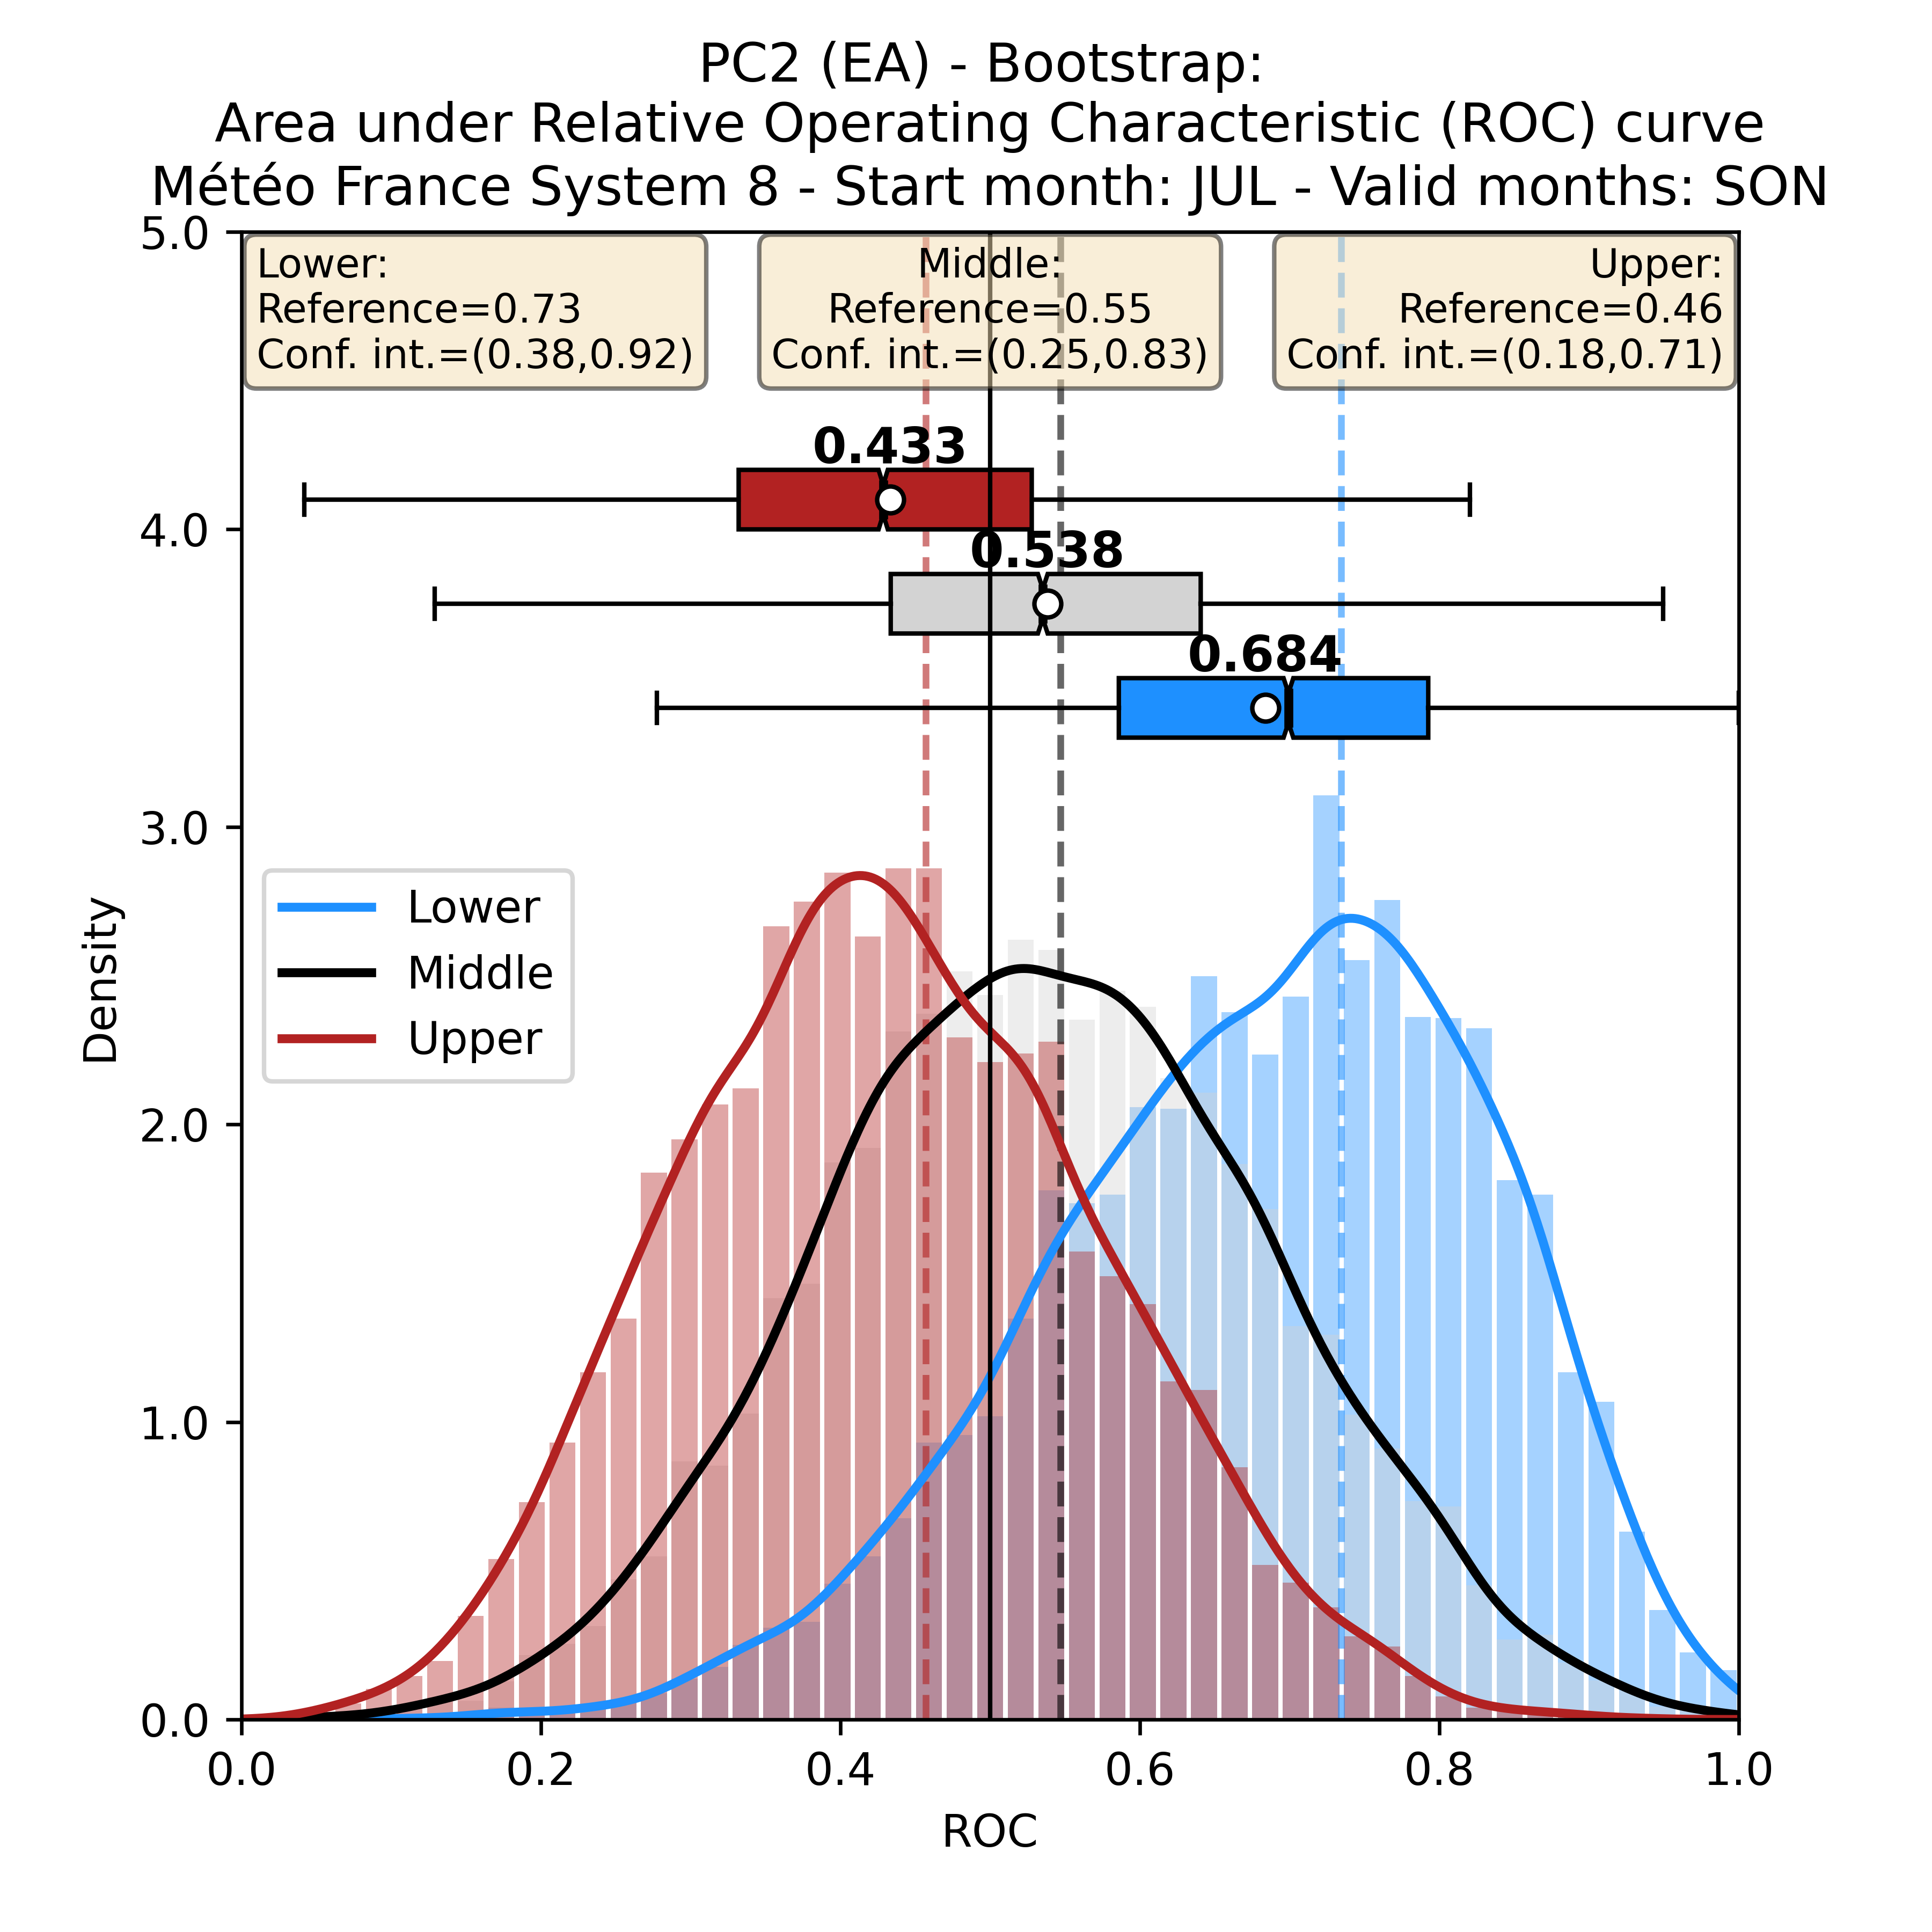 PC2 (EA) - Bootstrap:
Area under Relative Operating Characteristic (ROC) curve
Météo France System 8 - Start month: JUL - Valid months: SON
Lower:
Reference=0.73
Conf. int.=(0.38,0.92)
Middle:
Reference=0.55
Conf. int.=(0.25,0.83)
Upper:
Reference=0.46
Conf. int.=(0.18,0.71)
0.433
0.538
0.684
Lower
Middle
Upper
Density
5.0
4.0
3.0
2.0
1.0
0.0
0.0 0.2 0.4 0.6 0.8 1.0
ROC